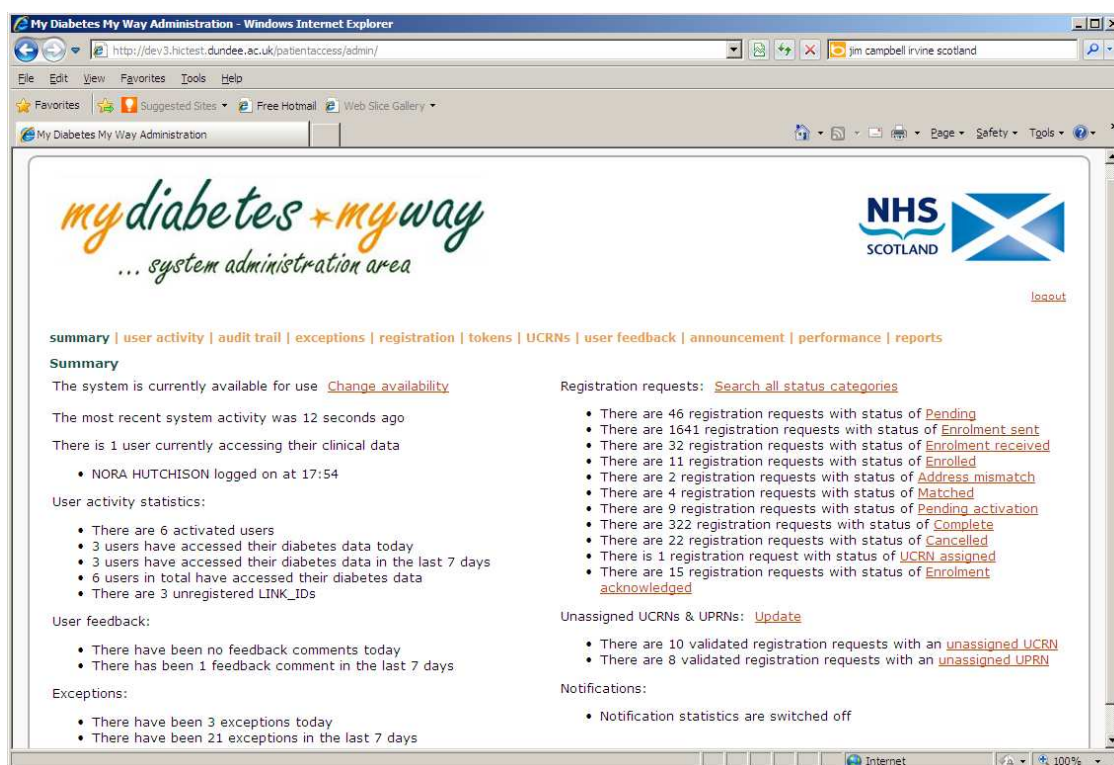 My Diabetes My Way Administration - Windows Internet Explorer
http://dev3.hictest.dundee.ac.uk/patientaccess/admin/
jim campbell irvine scotland
File Edit View Favorites Tools Help
Favorites Suggested Sites Free Hotmail Web Slice Gallery
My Diabetes My Way Administration
Page Safety Tools
mydiabetes myway
... system administration area
NHS
SCOTLAND
logout
summary | user activity | audit trail | exceptions | registration | tokens | UCRNs | user feedback | announcement | performance | reports
Summary
The system is currently available for use Change availability
The most recent system activity was 12 seconds ago
There is 1 user currently accessing their clinical data
• NORA HUTCHISON logged on at 17:54
User activity statistics:
• There are 6 activated users
• 3 users have accessed their diabetes data today
• 3 users have accessed their diabetes data in the last 7 days
• 6 users in total have accessed their diabetes data
• There are 3 unregistered LINK_IDs
User feedback:
• There have been no feedback comments today
• There has been 1 feedback comment in the last 7 days
Exceptions:
• There have been 3 exceptions today
• There have been 21 exceptions in the last 7 days
Registration requests: Search all status categories
• There are 46 registration requests with status of Pending
• There are 1641 registration requests with status of Enrolment sent
• There are 32 registration requests with status of Enrolment received
• There are 11 registration requests with status of Enrolled
• There are 2 registration requests with status of Address mismatch
• There are 4 registration requests with status of Matched
• There are 9 registration requests with status of Pending activation
• There are 322 registration requests with status of Complete
• There are 22 registration requests with status of Cancelled
• There is 1 registration request with status of UCRN assigned
• There are 15 registration requests with status of Enrolment
acknowledged
Unassigned UCRNs & UPRNs: Update
• There are 10 validated registration requests with an unassigned UCRN
• There are 8 validated registration requests with an unassigned UPRN
Notifications:
• Notification statistics are switched off
Internet
100%